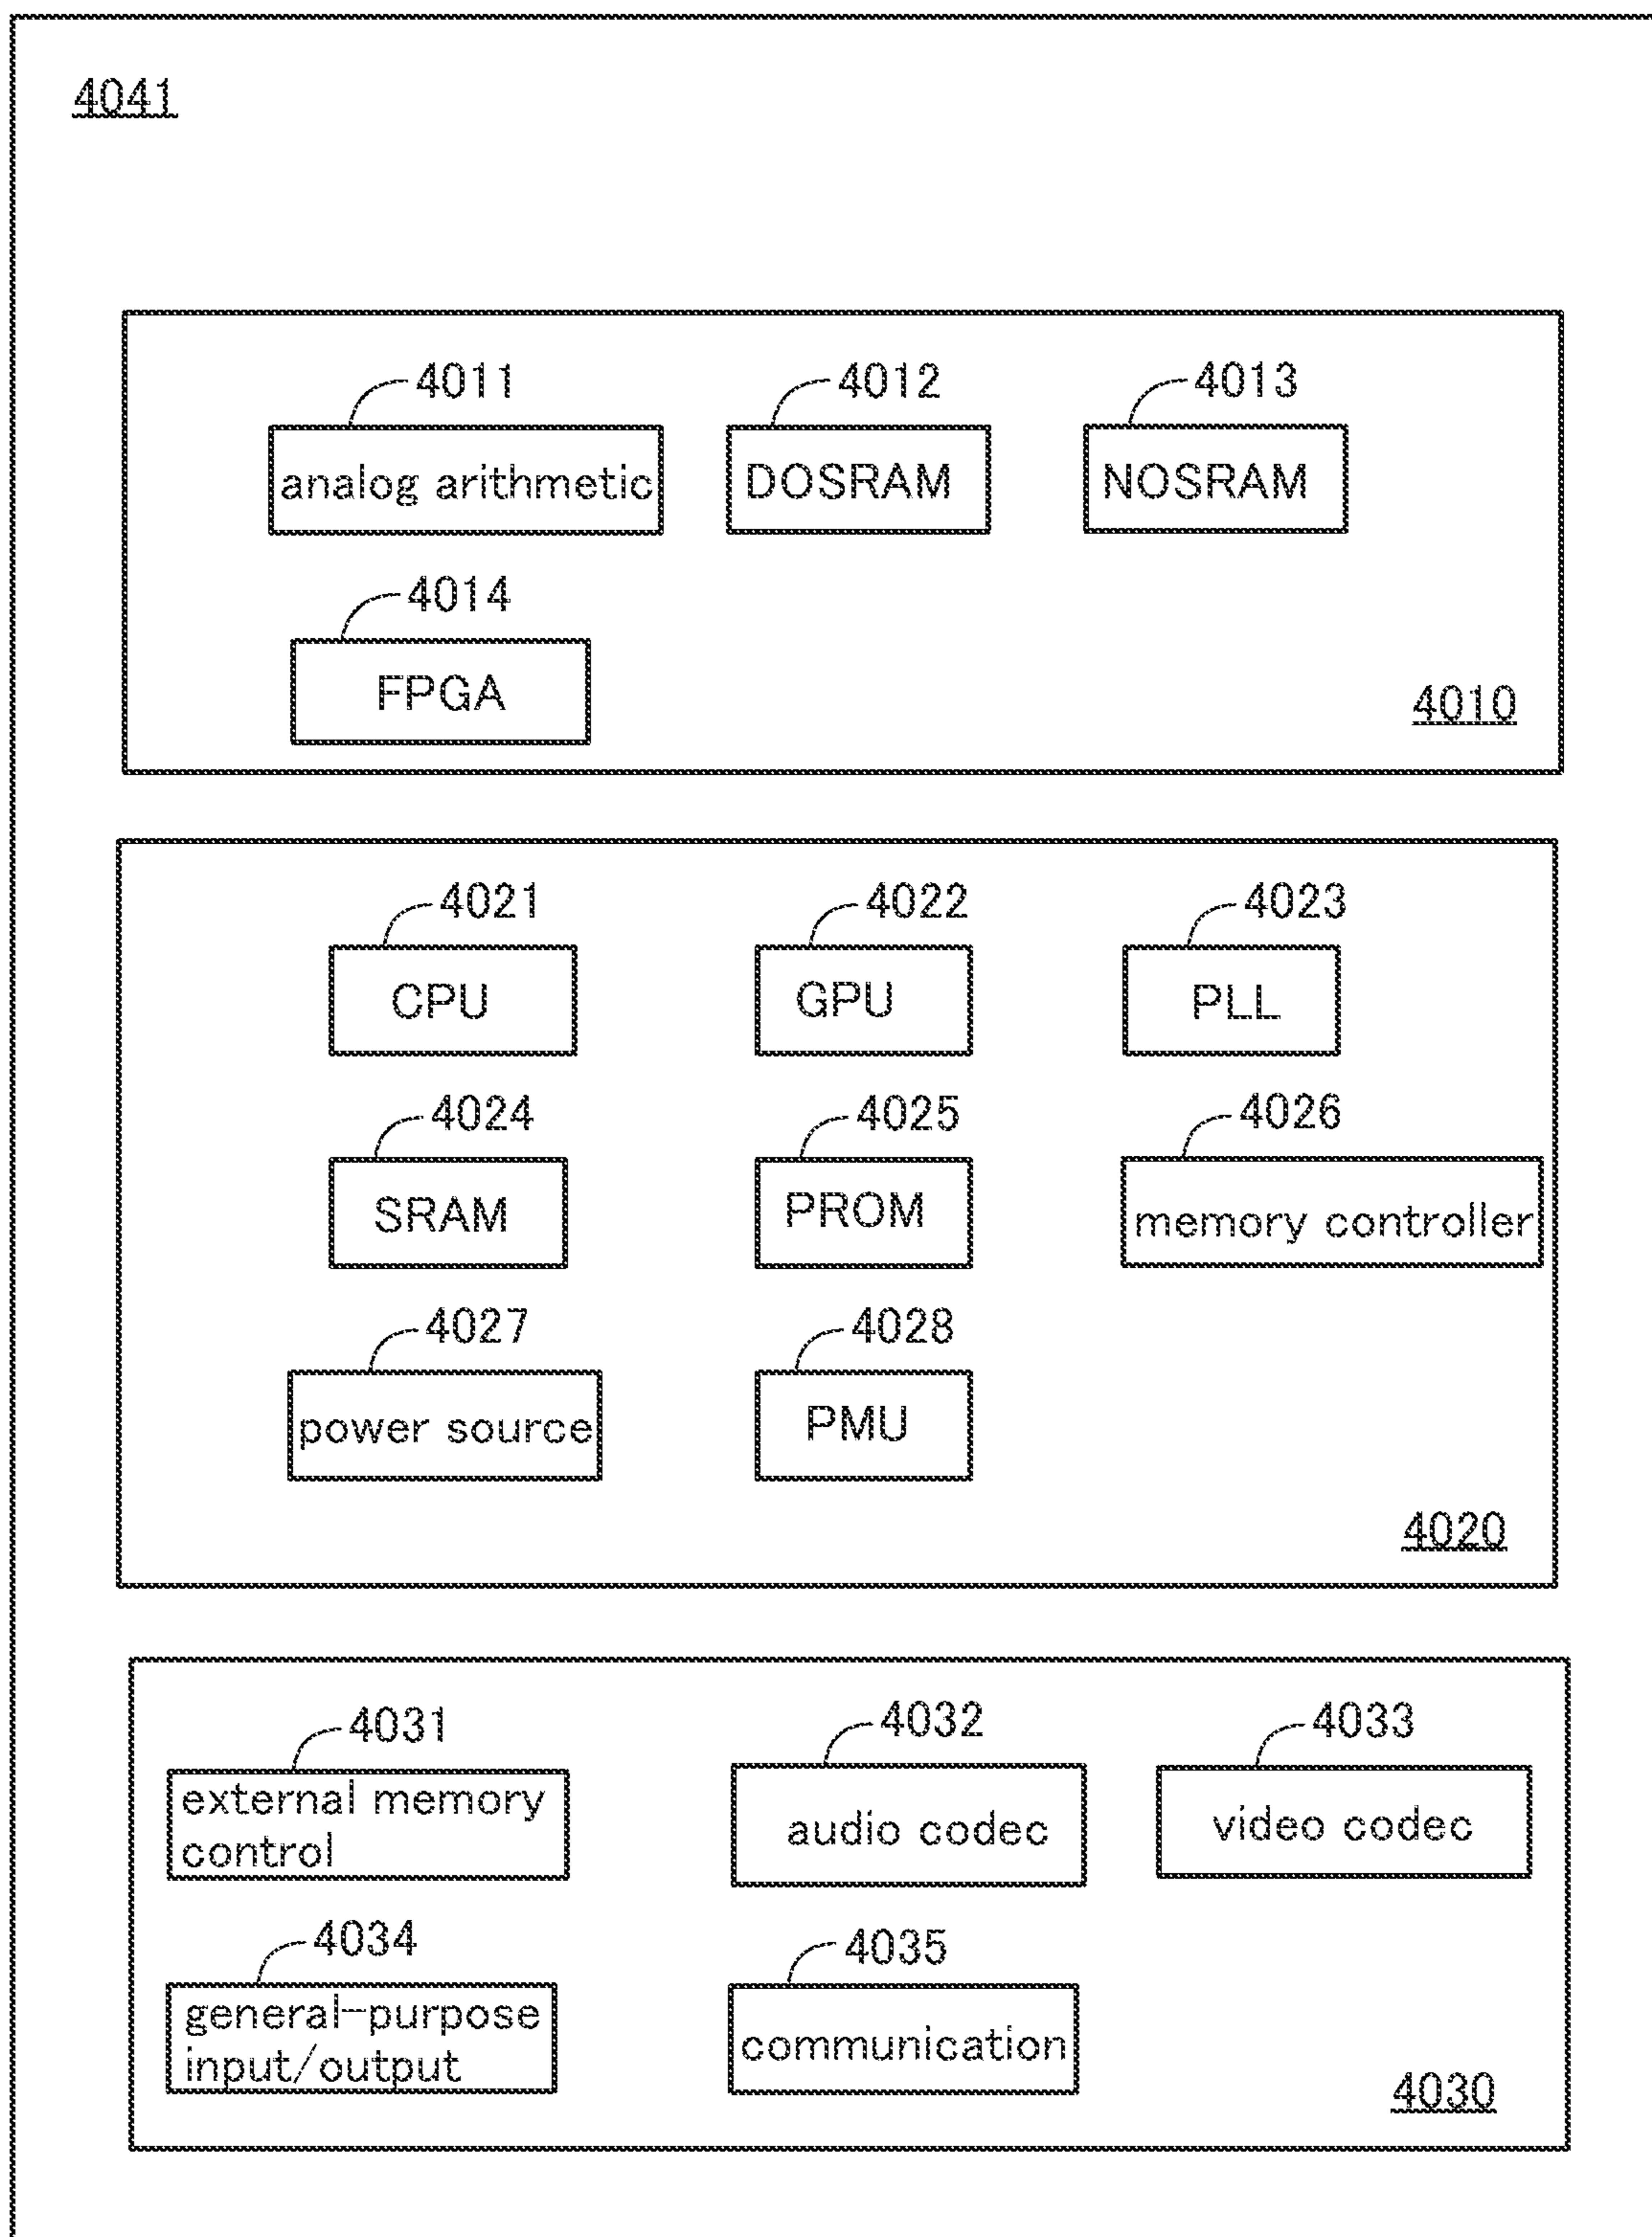 4041
4011
4012
4013
analog arithmetic
DOSRAM
NOSRAM
4014
FPGA
4010
4021
4022
4023
CPU
GPU
PLL
4024
4025
4026
SRAM
PROM
memory controller
4027
4028
power source
PMU
4020
4031
4032
4033
external memory
control
audio codec
video codec
4034
4035
general-purpose
input/output
communication
4030